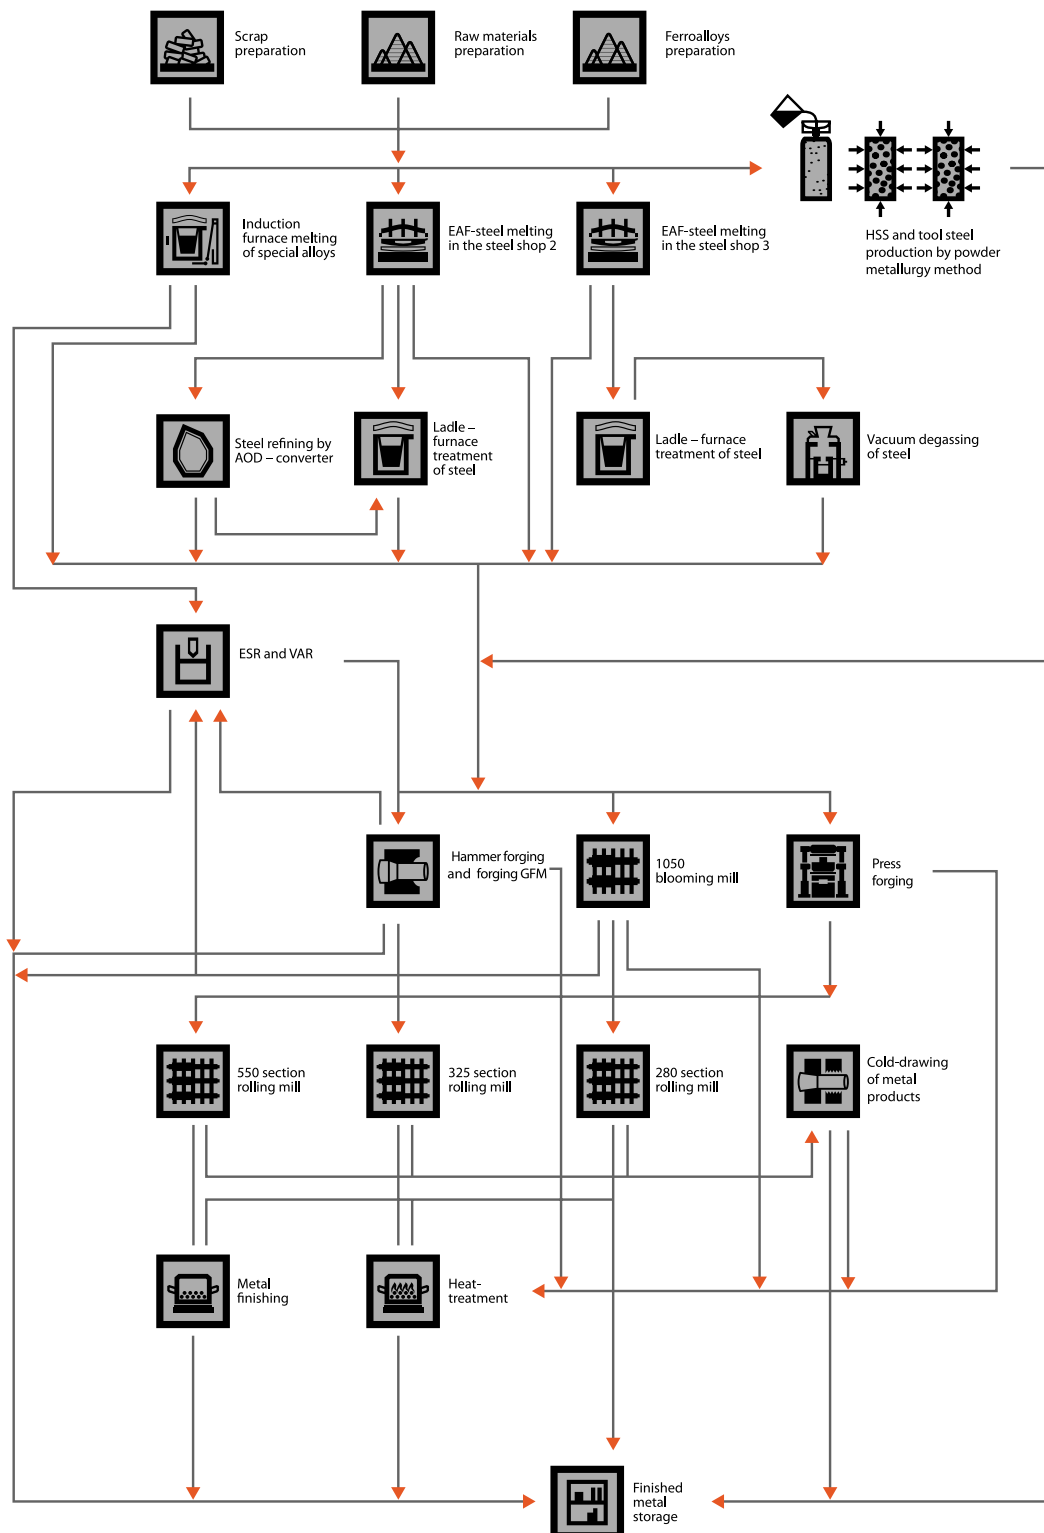 Scrap
preparation
Raw materials
preparation
Ferroalloys
preparation
Induction
furnace melting
of special alloys
EAF-steel melting
in the steel shop 2
EAF-steel melting
in the steel shop 3
HSS and tool steel
production by powder
metallurgy method
Steel refining by
AOD – converter
Ladle –
furnace
treatment
of steel
Ladle – furnace
treatment of steel
Vacuum degassing
of steel
ESR and VAR
Hammer forging
and forging GFM
1050
blooming mill
Press
forging
550 section
rolling mill
325 section
rolling mill
280 section
rolling mill
Cold-drawing
of metal
products
Metal
finishing
Heat-
treatment
Finished
metal
storage